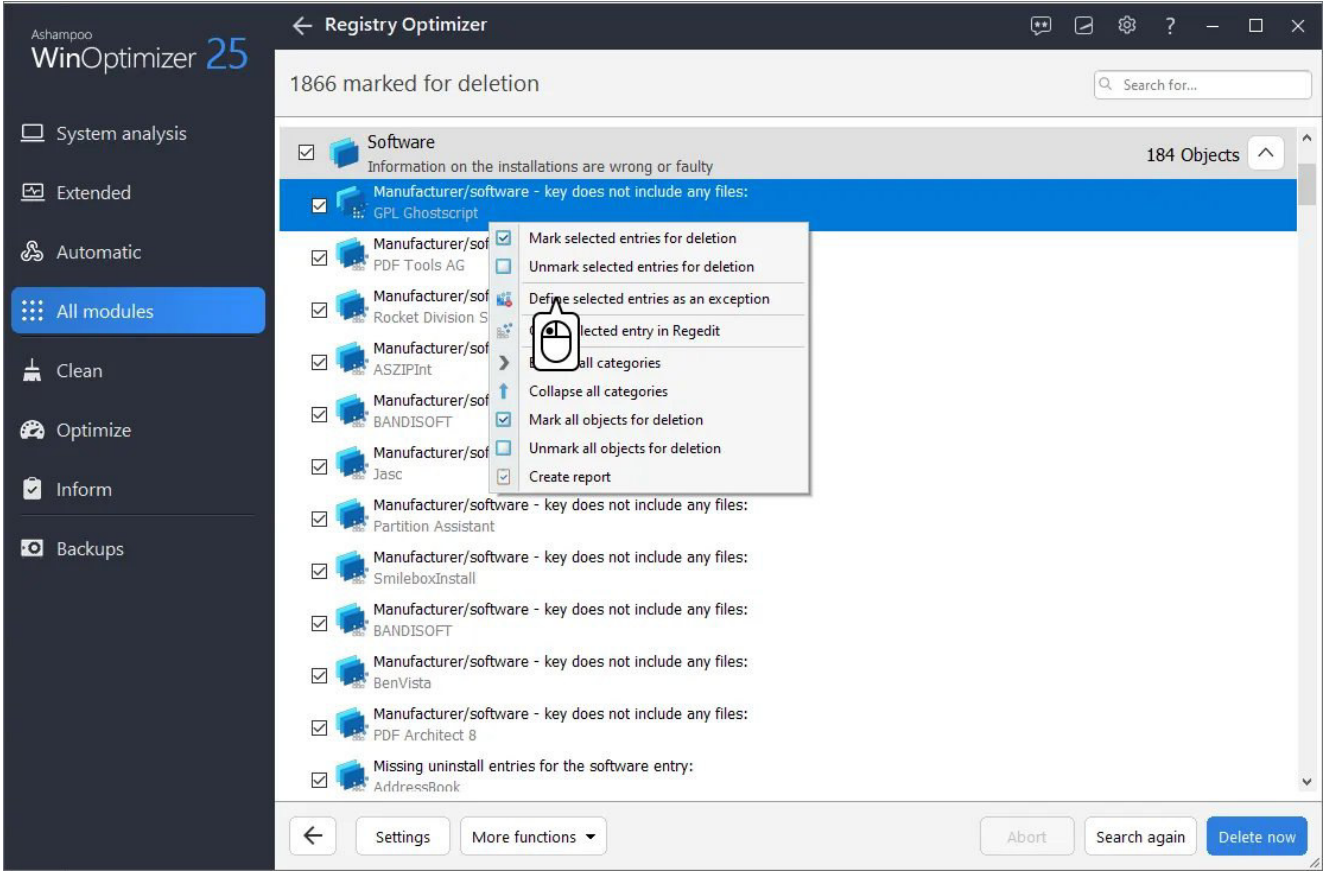 Ashampoo
WinOptimizer 25
Registry Optimizer
?
1866 marked for deletion
Search for...
System analysis
Extended
Automatic
All modules
Clean
Optimize
Inform
Backups
Software
Information on the installations are wrong or faulty
184 Objects
Manufacturer/software - key does not include any files:
GPL Ghostscript
Manufacturer/sof
PDF Tools AG
Manufacturer/sof
Rocket Division S
Manufacturer/sof
ASZIPInt
Manufacturer/sof
BANDISOFT
Manufacturer/sof
Jasc
Mark selected entries for deletion
Unmark selected entries for deletion
Define selected entries as an exception
lected entry in Regedit
all categories
Collapse all categories
Mark all objects for deletion
Unmark all objects for deletion
Create report
Manufacturer/software - key does not include any files:
Partition Assistant
Manufacturer/software - key does not include any files:
SmileboxInstall
Manufacturer/software - key does not include any files:
BANDISOFT
Manufacturer/software - key does not include any files:
BenVista
Manufacturer/software - key does not include any files:
PDF Architect 8
Missing uninstall entries for the software entry:
AddressBook
Settings
More functions
Abort
Search again
Delete now